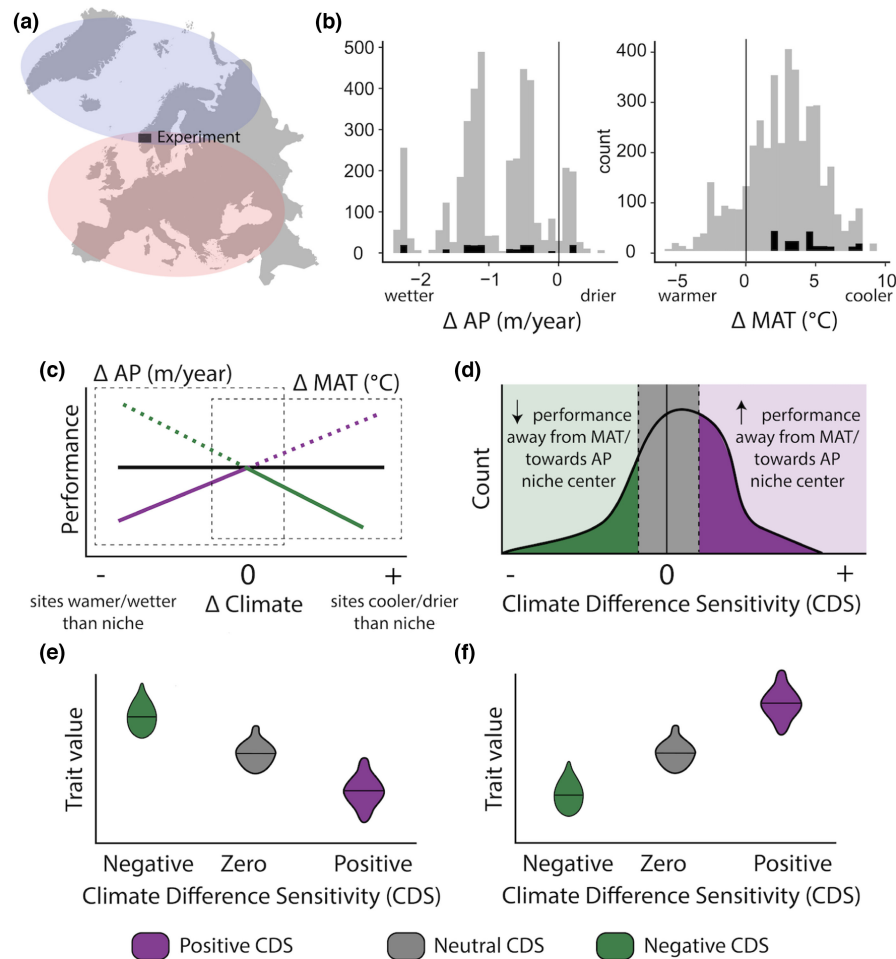 (a)
Experiment
(b)
500
400
300
200
100
0
−2
−1
0
wetter
drier
Δ AP (m/year)
count
400
300
200
100
0
−5
0
5
10
warmer
cooler
Δ MAT (°C)
(c)
Δ AP (m/year)
Δ MAT (°C)
Performance
-
0
+
sites wamer/wetter
than niche
Δ Climate
sites cooler/drier
than niche
(d)
Count
↓ performance
away from MAT/
towards AP
niche center
↑ performance
away from MAT/
towards AP
niche center
-
0
+
Climate Difference Sensitivity (CDS)
(e)
Trait value
Negative
Zero
Positive
Climate Difference Sensitivity (CDS)
(f)
Trait value
Negative
Zero
Positive
Climate Difference Sensitivity (CDS)
Positive CDS
Neutral CDS
Negative CDS